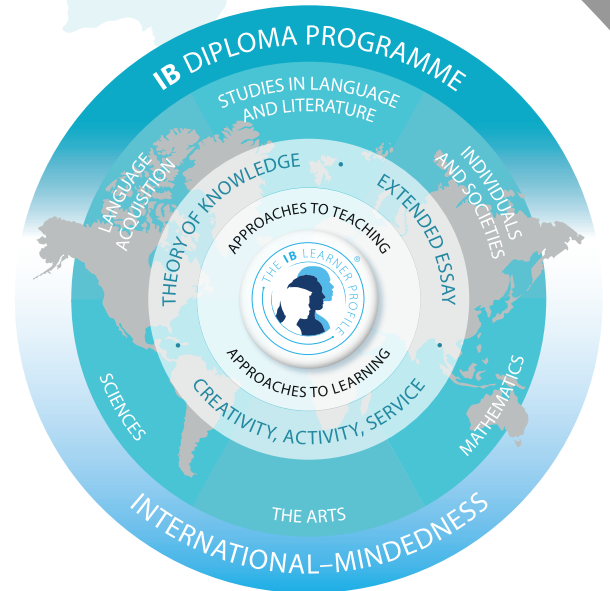 IB DIPLOMA PROGRAMME
STUDIES IN LANGUAGE
AND LITERATURE
LANGUAGE
ACQUISITION
INDIVIDUALS
AND SOCIETIES
THEORY OF KNOWLEDGE
EXTENDED ESSAY
APPROACHES TO TEACHING
THE IB LEARNER PROFILE ®
APPROACHES TO LEARNING
CREATIVITY, ACTIVITY, SERVICE
SCIENCES
MATHEMATICS
THE ARTS
INTERNATIONAL–MINDEDNESS